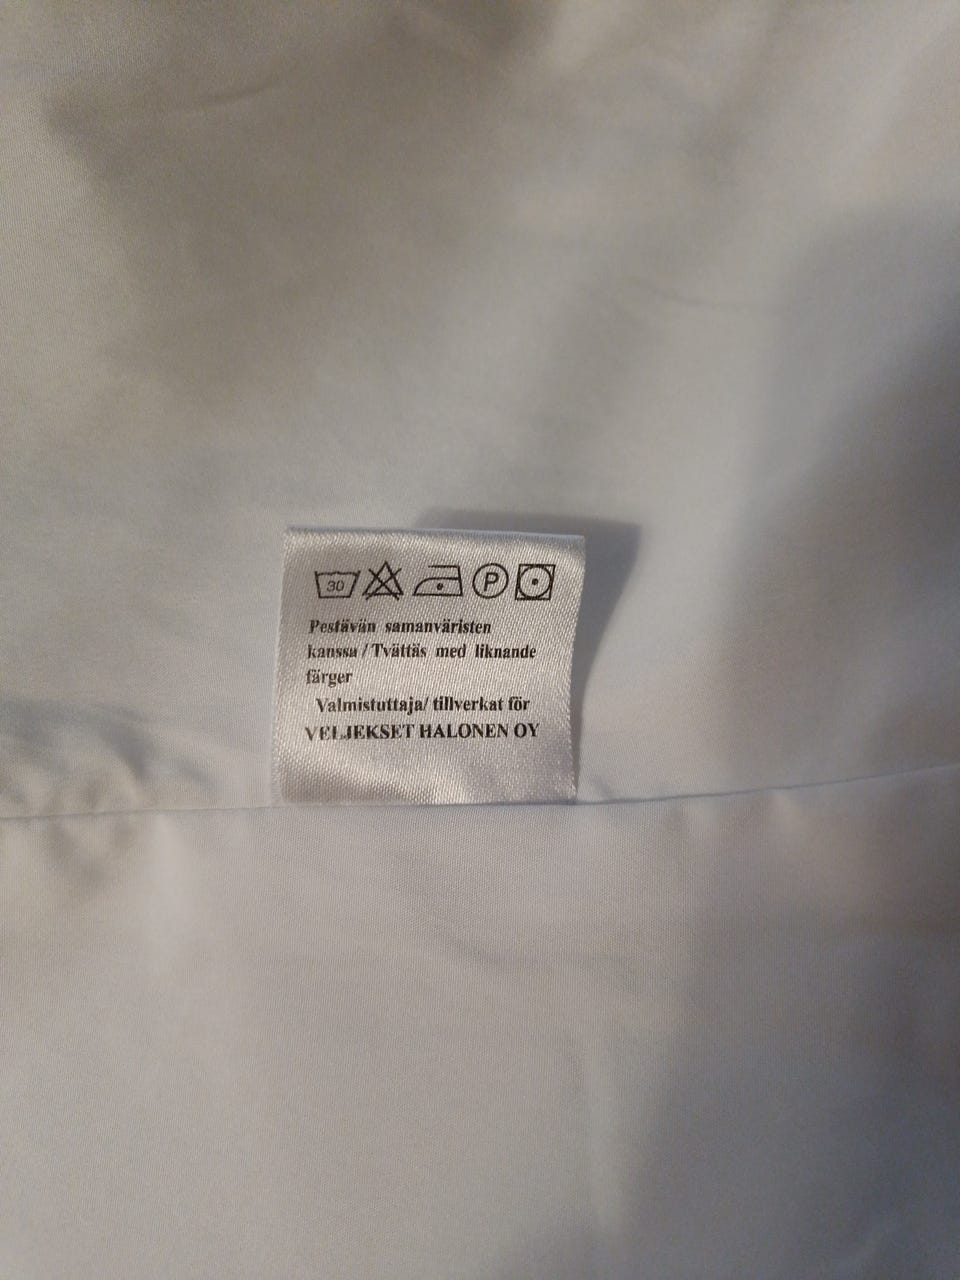 30 P
Pestävän samanväristen
kanssa / Tvättäs med liknande
färger
Valmistuttaja/ tillverkat för
VELJEKSET HALONEN OY